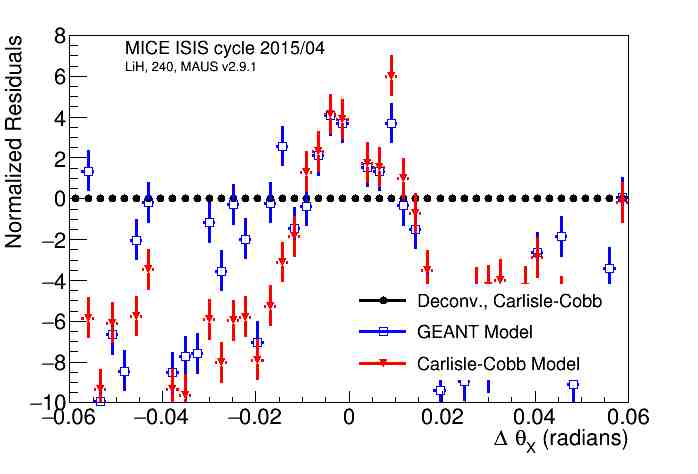 MICE ISIS cycle 2015/04
LiH, 240, MAUS v2.9.1
Normalized Residuals
8
6
4
2
0
−2
−4
−6
−8
−10
Deconv., Carlisle-Cobb
GEANT Model
Carlisle-Cobb Model
−0.06 −0.04 −0.02 0 0.02 0.04 0.06
Δ θX (radians)